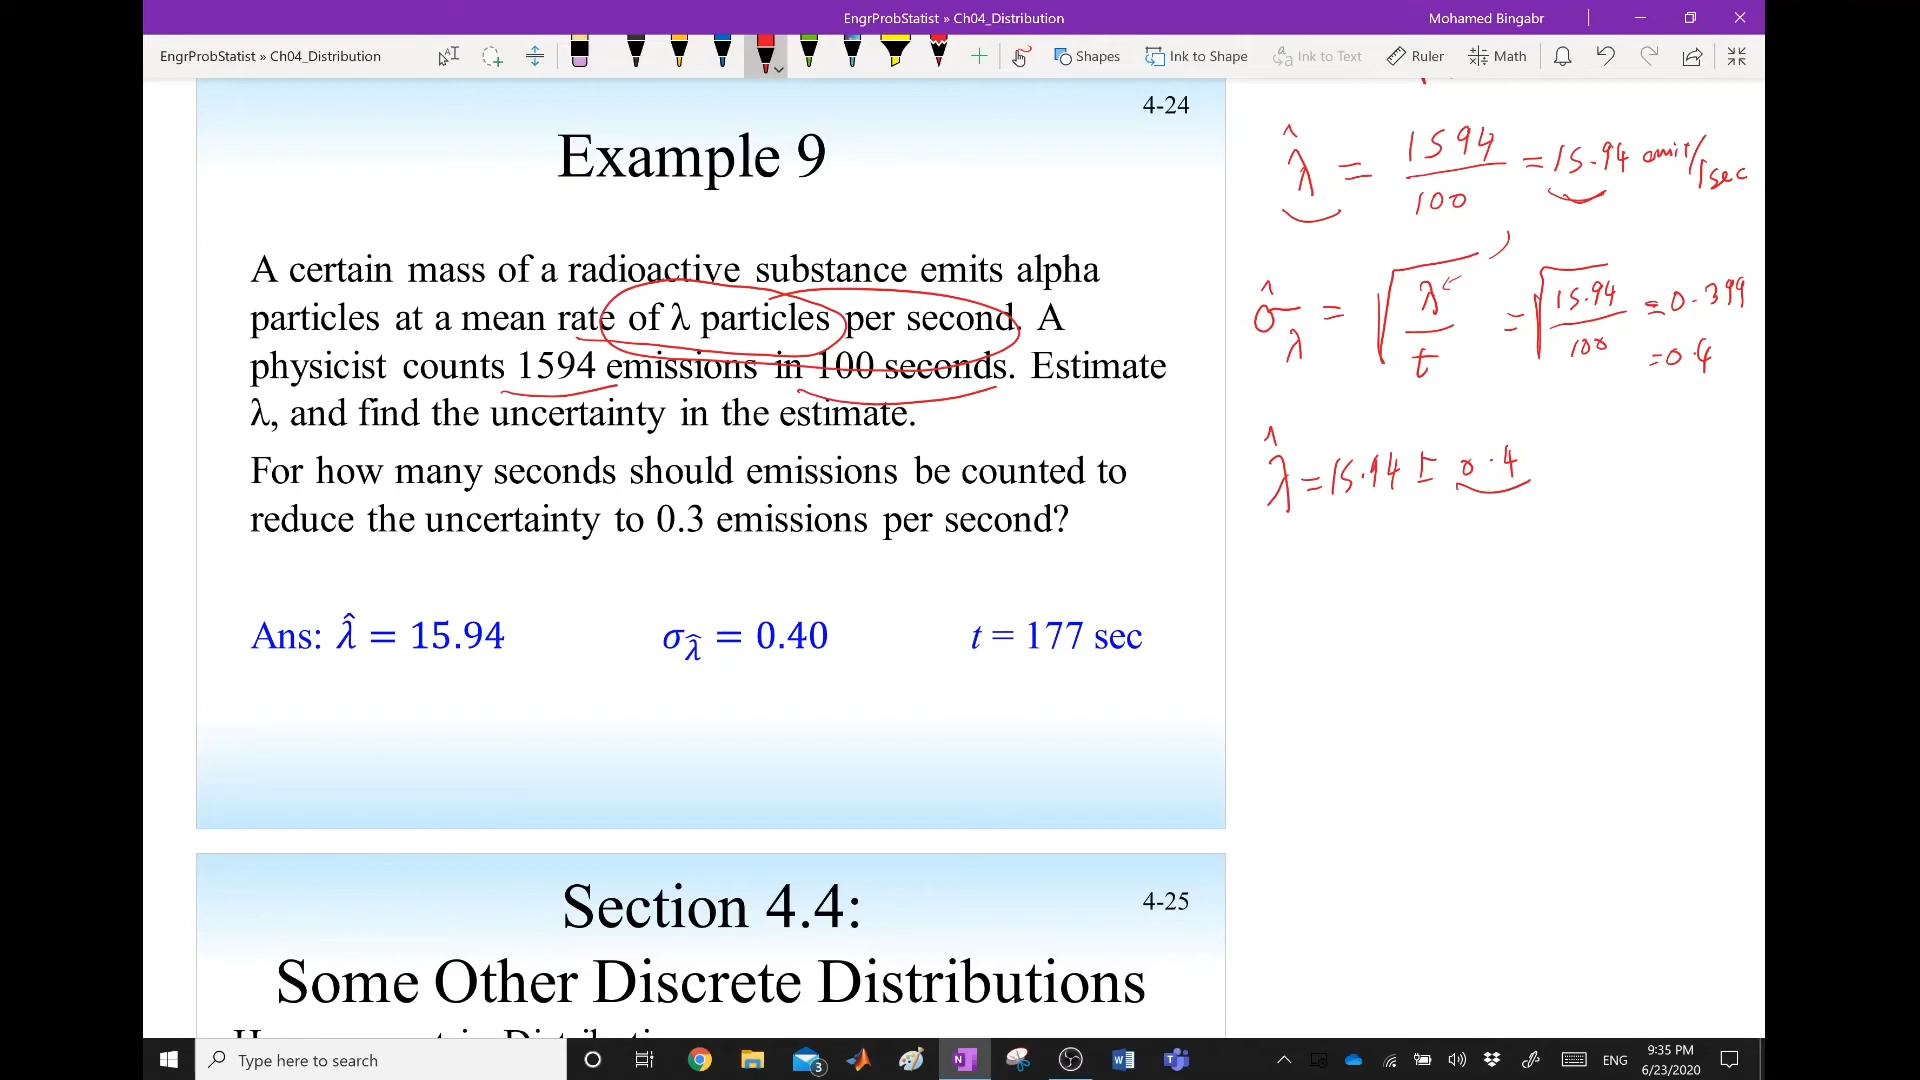 EngrProbStatist » Ch04_Distribution
Mohamed Bingabr
EngrProbStatist » Ch04_Distribution
Shapes
Ink to Shape
Ink to Text
Ruler
Math
4-24
Example 9
A certain mass of a radioactive substance emits alpha
particles at a mean rate of λ particles per second. A
physicist counts 1594 emissions in 100 seconds. Estimate
λ, and find the uncertainty in the estimate.
For how many seconds should emissions be counted to
reduce the uncertainty to 0.3 emissions per second?
Ans: λ̂ = 15.94 σ_λ̂ = 0.40 t = 177 sec
λ̂ = 1594/100 = 15.94 emit/1sec
σ̂_λ = √(λ/t) = √(15.94/100) = 0.399
= 0.4
λ̂ = 15.94 ± 0.4
4-25
Section 4.4:
Some Other Discrete Distributions
Type here to search
3
ENG
9:35 PM
6/23/2020